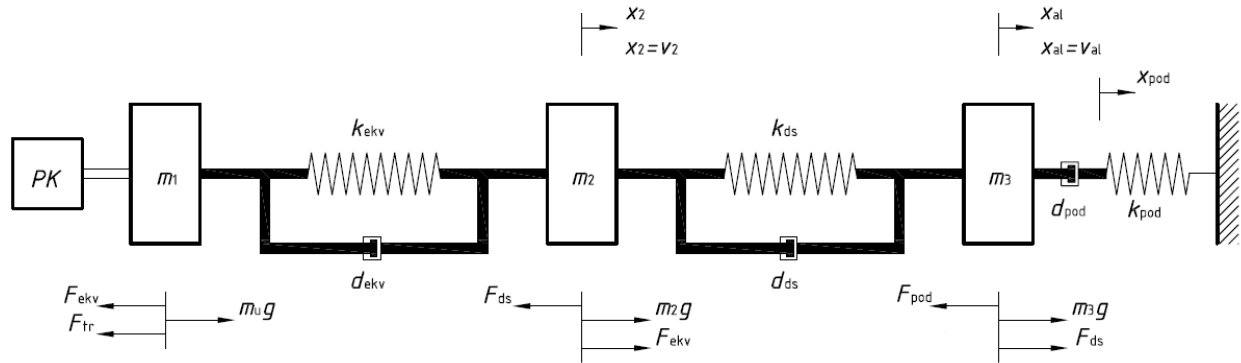 x2 xal
x2=v2 xal=val
xpod
kekv kds
PK m1 m2 m3
dpod kpod
dekv dds
Fekv Fds Fpod
mug m2g m3g
Ftr Fekv Fds